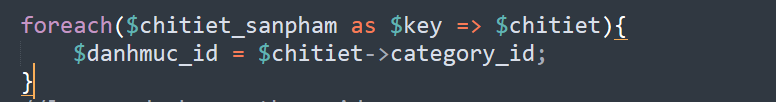 foreach($chitiet_sanpham as $key => $chitiet){
    $danhmuc_id = $chitiet->category_id;
}